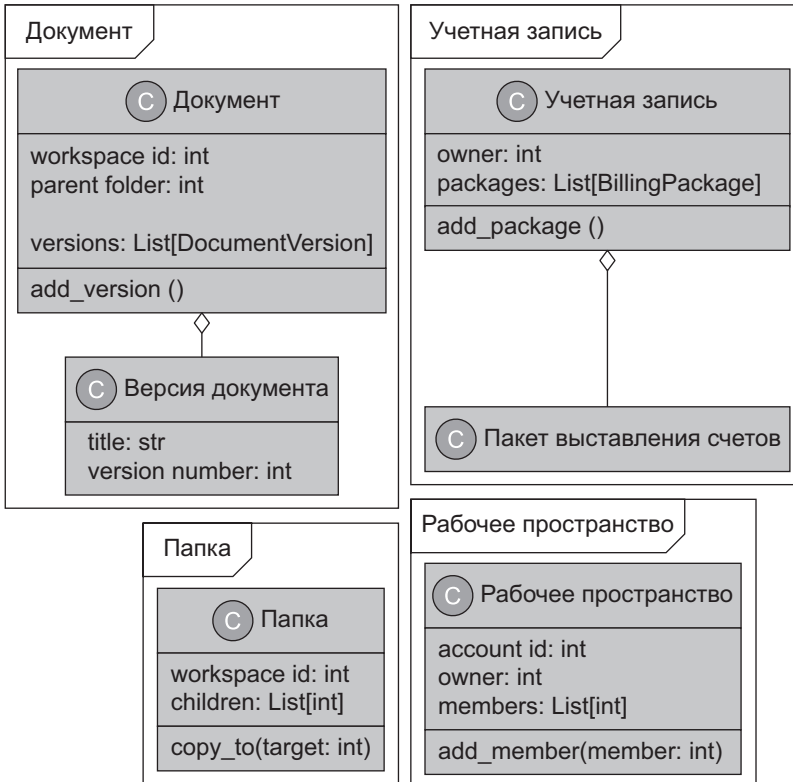 Документ
C Документ
workspace id: int
parent folder: int
versions: List[DocumentVersion]
add_version ()
C Версия документа
title: str
version number: int
Учетная запись
C Учетная запись
owner: int
packages: List[BillingPackage]
add_package ()
C Пакет выставления счетов
Папка
C Папка
workspace id: int
children: List[int]
copy_to(target: int)
Рабочее пространство
C Рабочее пространство
account id: int
owner: int
members: List[int]
add_member(member: int)